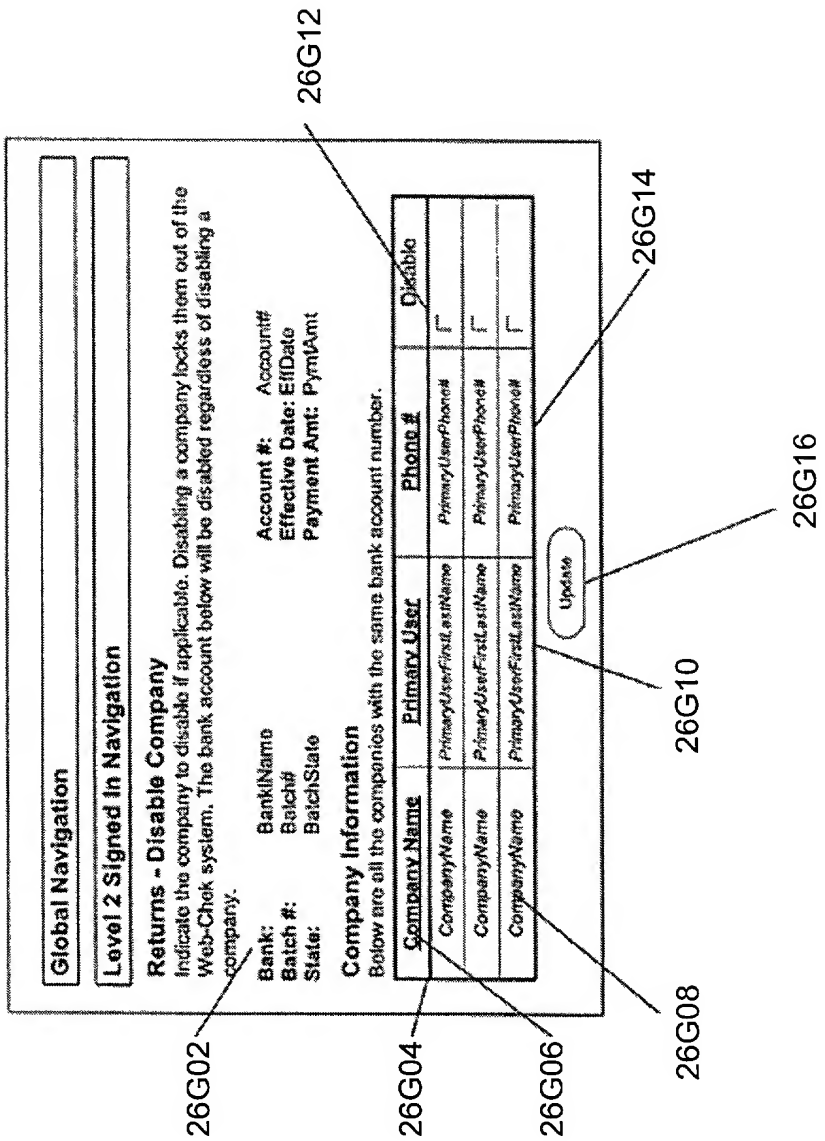 Global Navigation
Level 2 Signed In Navigation
Returns - Disable Company
Indicate the company to disable if applicable. Disabling a company locks them out of the
Web-Chek system. The bank account below will be disabled regardless of disabling a
company.
Bank: BanklName Account #: Account#
Batch #: Batch# Effective Date: EffDate
State: BatchState Payment Amt: PymtAmt
Company Information
Below are all the companies with the same bank account number.
Company Name Primary User Phone # Disable
CompanyName PrimaryUserFirstLastName PrimaryUserPhone#
CompanyName PrimaryUserFirstLastName PrimaryUserPhone#
CompanyName PrimaryUserFirstLastName PrimaryUserPhone#
Update
26G02
26G04
26G06
26G08
26G10
26G12
26G14
26G16